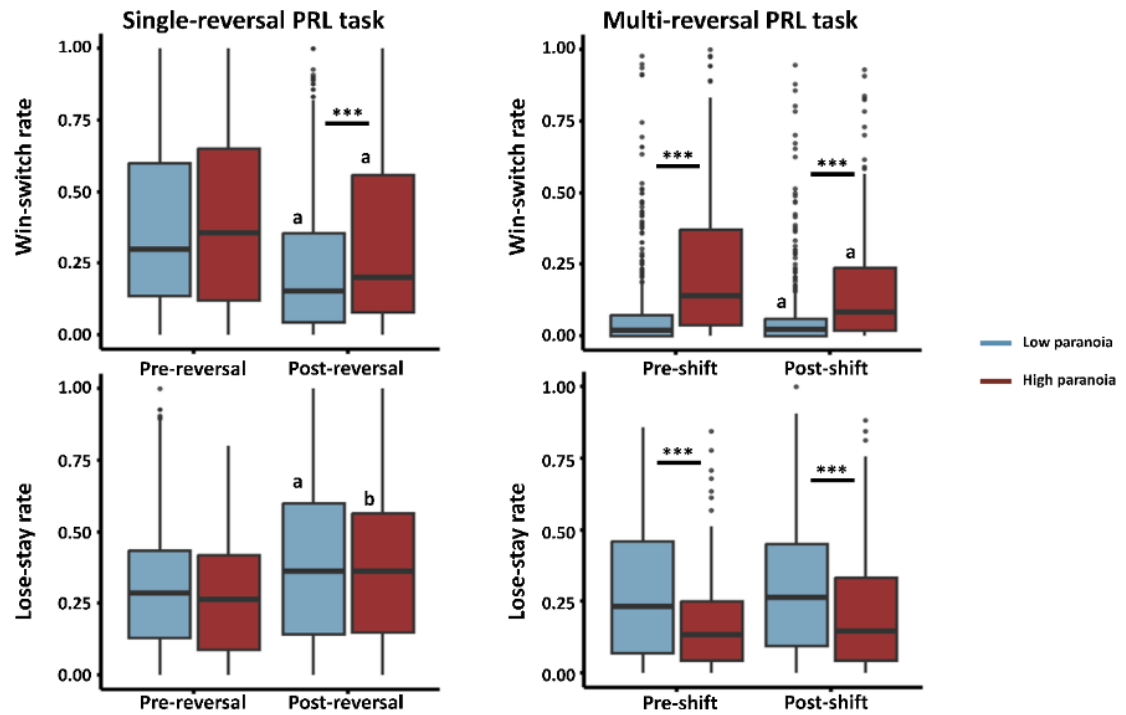 Single-reversal PRL task
Multi-reversal PRL task
Win-switch rate
1.00
0.75
0.50
0.25
0.00
***
a
a
Pre-reversal
Post-reversal
Win-switch rate
1.00
0.75
0.50
0.25
0.00
***
***
a
a
Pre-shift
Post-shift
Low paranoia
High paranoia
Lose-stay rate
1.00
0.75
0.50
0.25
0.00
a
b
Pre-reversal
Post-reversal
Lose-stay rate
1.00
0.75
0.50
0.25
0.00
***
***
Pre-shift
Post-shift